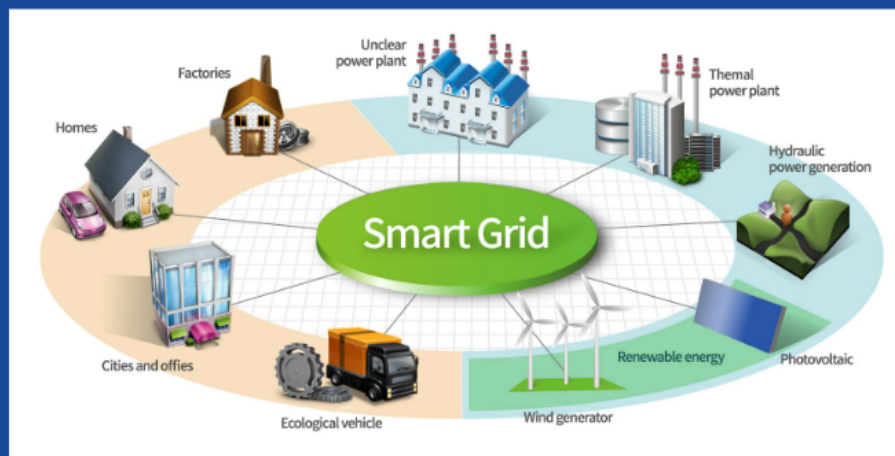 Unclear
power plant
Factories
Themal
power plant
Homes
Hydraulic
power generation
Smart Grid
Cities and offies
Renewable energy
Photovoltaic
Ecological vehicle
Wind generator